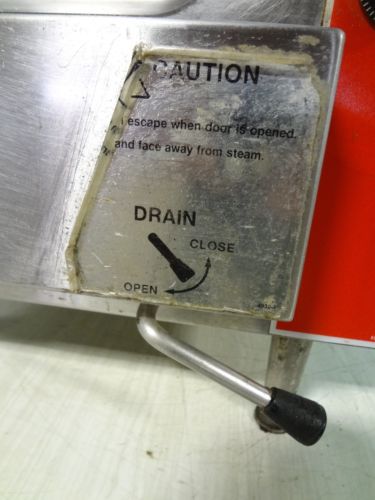 CAUTION
escape when door is opened.
and face away from steam.
DRAIN
CLOSE
OPEN